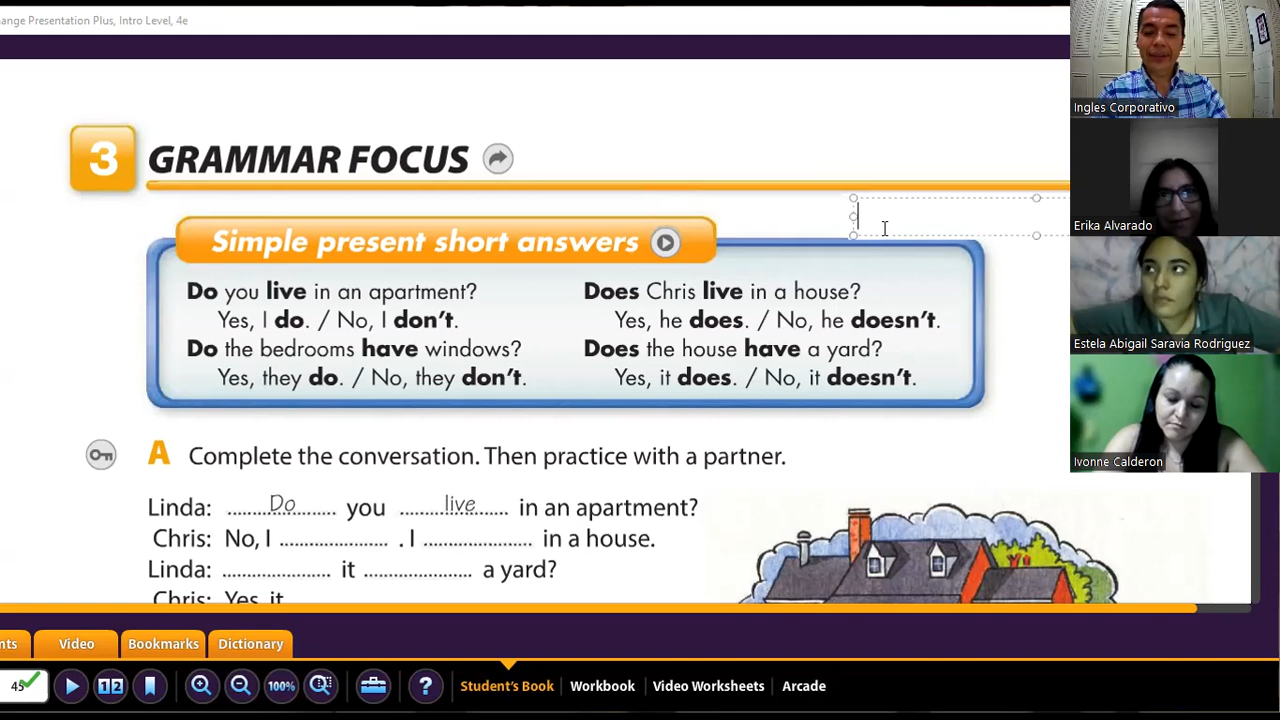 ange Presentation Plus, Intro Level, 4e
3 GRAMMAR FOCUS
Simple present short answers
Do you live in an apartment?
Yes, I do. / No, I don't.
Do the bedrooms have windows?
Yes, they do. / No, they don't.
Does Chris live in a house?
Yes, he does. / No, he doesn't.
Does the house have a yard?
Yes, it does. / No, it doesn't.
A Complete the conversation. Then practice with a partner.
Linda: ......Do...... you ......live...... in an apartment?
Chris: No, I .................. . I .................. in a house.
Linda: .................. it .................. a yard?
Chris: Yes, it
Ingles Corporativo
Erika Alvarado
Estela Abigail Saravia Rodriguez
Ivonne Calderon
nts Video Bookmarks Dictionary
45 1 2 100% ? Student's Book Workbook Video Worksheets Arcade